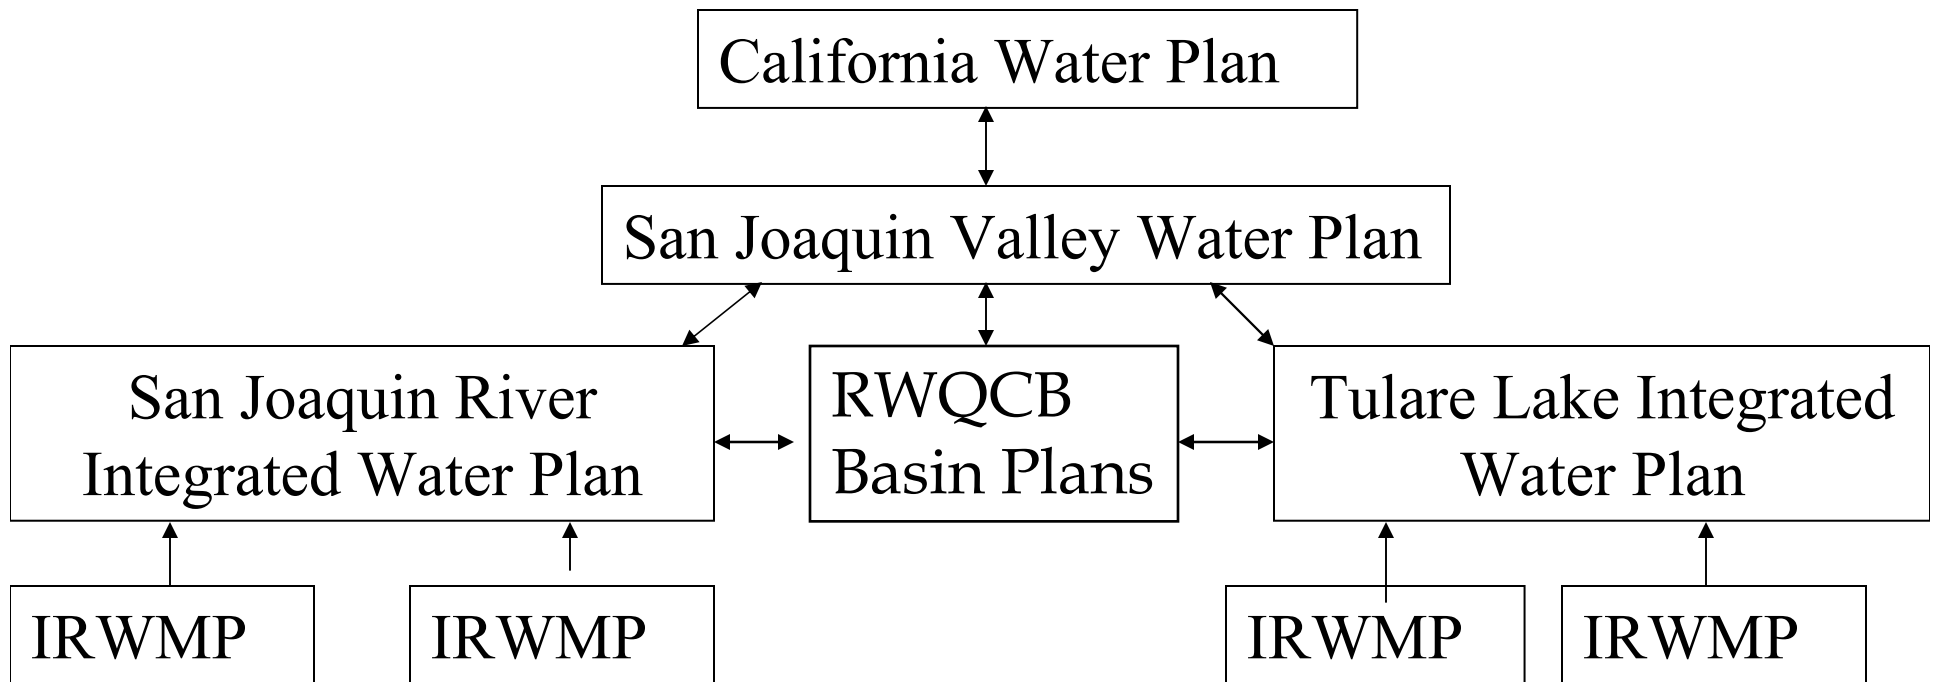 California Water Plan
San Joaquin Valley Water Plan
San Joaquin River
Integrated Water Plan
RWQCB
Basin Plans
Tulare Lake Integrated
Water Plan
IRWMP
IRWMP
IRWMP
IRWMP